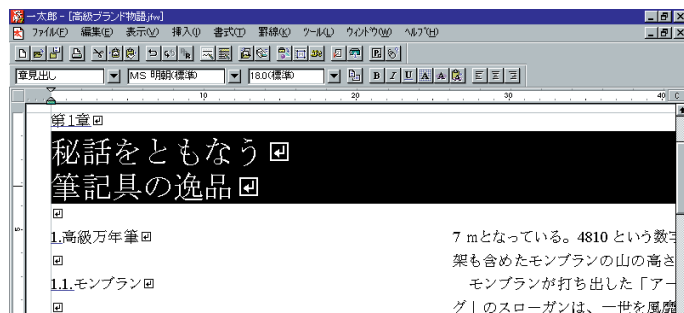 一太郎 - [高級ブランド物語.jfw]
ファイル(F) 編集(E) 表示(V) 挿入(I) 書式(T) 罫線(K) ツール(L) ウィンドウ(W) ヘルプ(H)
章見出し MS 明朝(標準) 18.0(標準) B I U A A
10 20 30 40
第1章
秘話をともなう
筆記具の逸品
1.高級万年筆
1.1.モンブラン
7 mとなっている。4810 という数字
架も含めたモンブランの山の高さ
モンブランが打ち出した「アー
グ」のスローガンは、一世を風靡